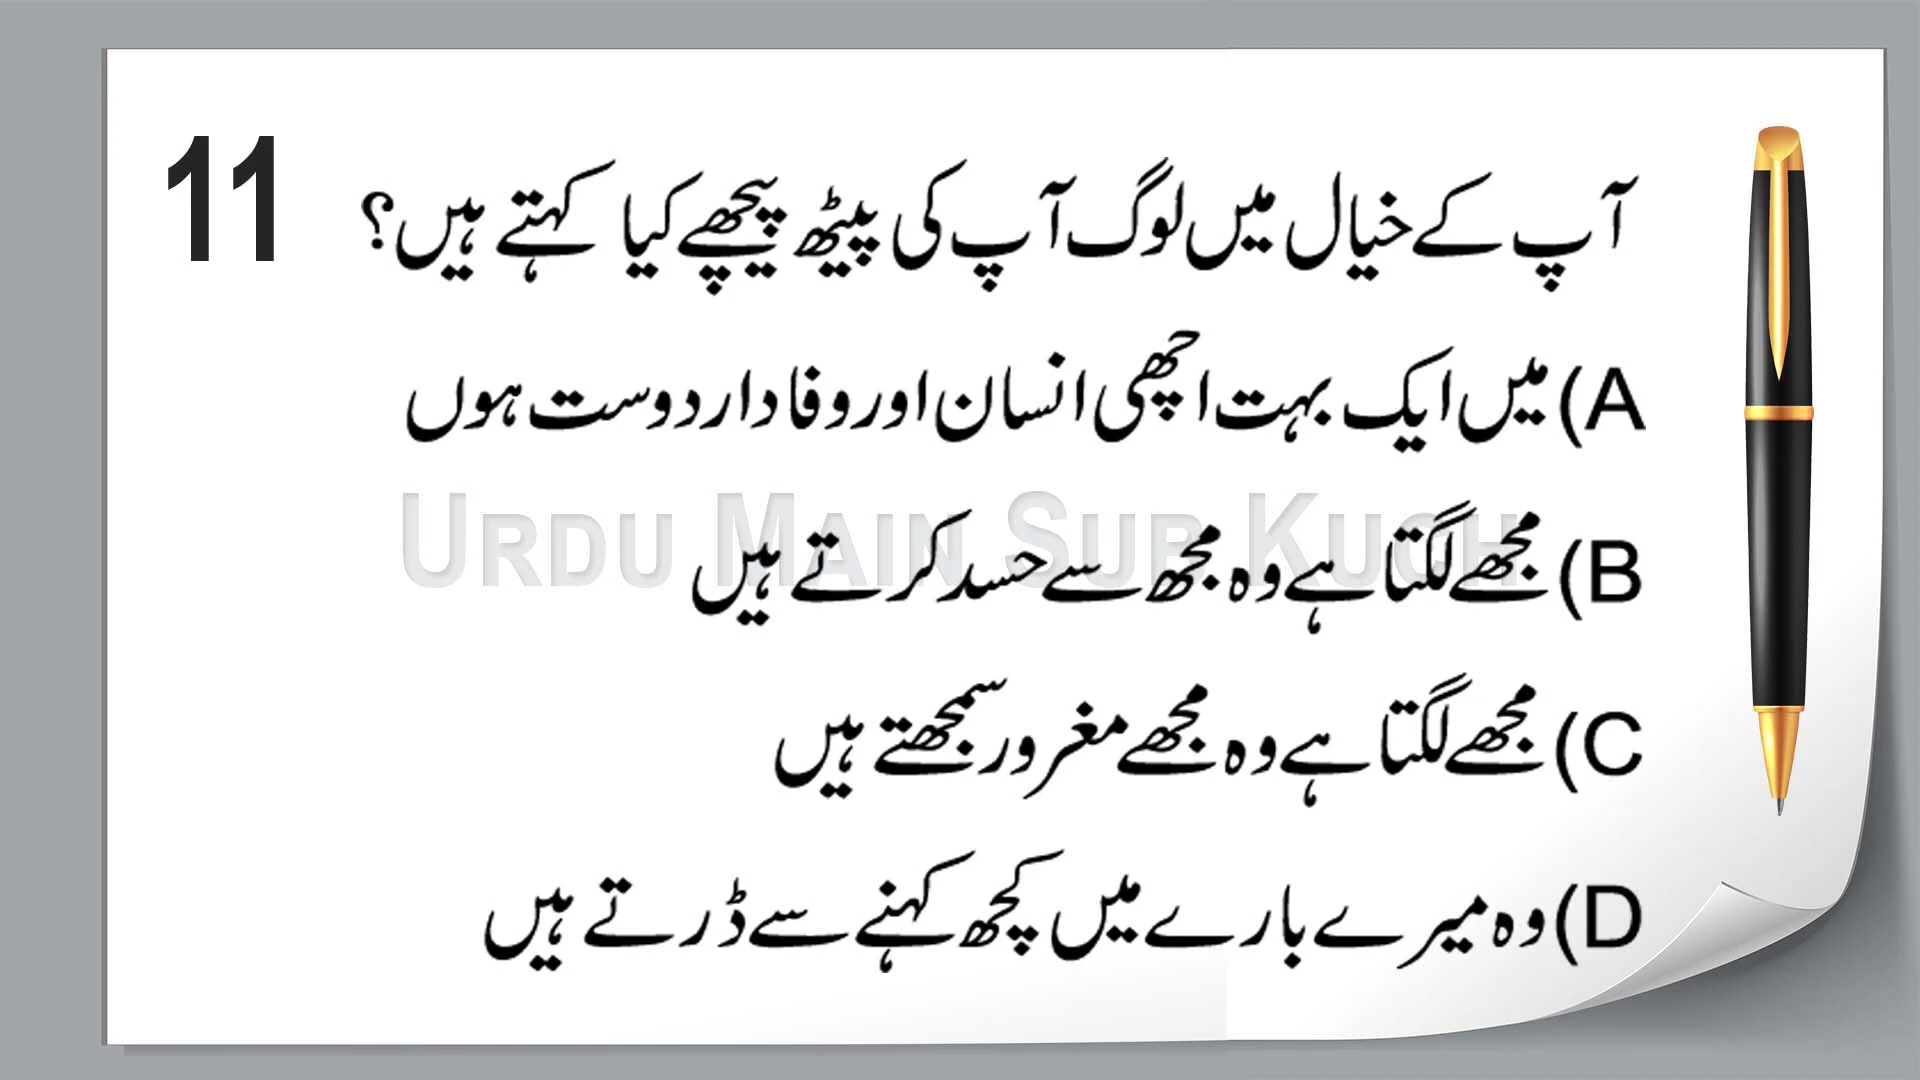 11
آپ کے خیال میں لوگ آپ کی پیٹھ پیچھے کیا کہتے ہیں؟
A) میں ایک بہت اچھی انسان اور وفادار دوست ہوں
URDU MAIN SUB KUCH
B) مجھے لگتا ہے وہ مجھ سے حسد کرتے ہیں
C) مجھے لگتا ہے وہ مجھے مغرور سمجھتے ہیں
D) وہ میرے بارے میں کچھ کہنے سے ڈرتے ہیں